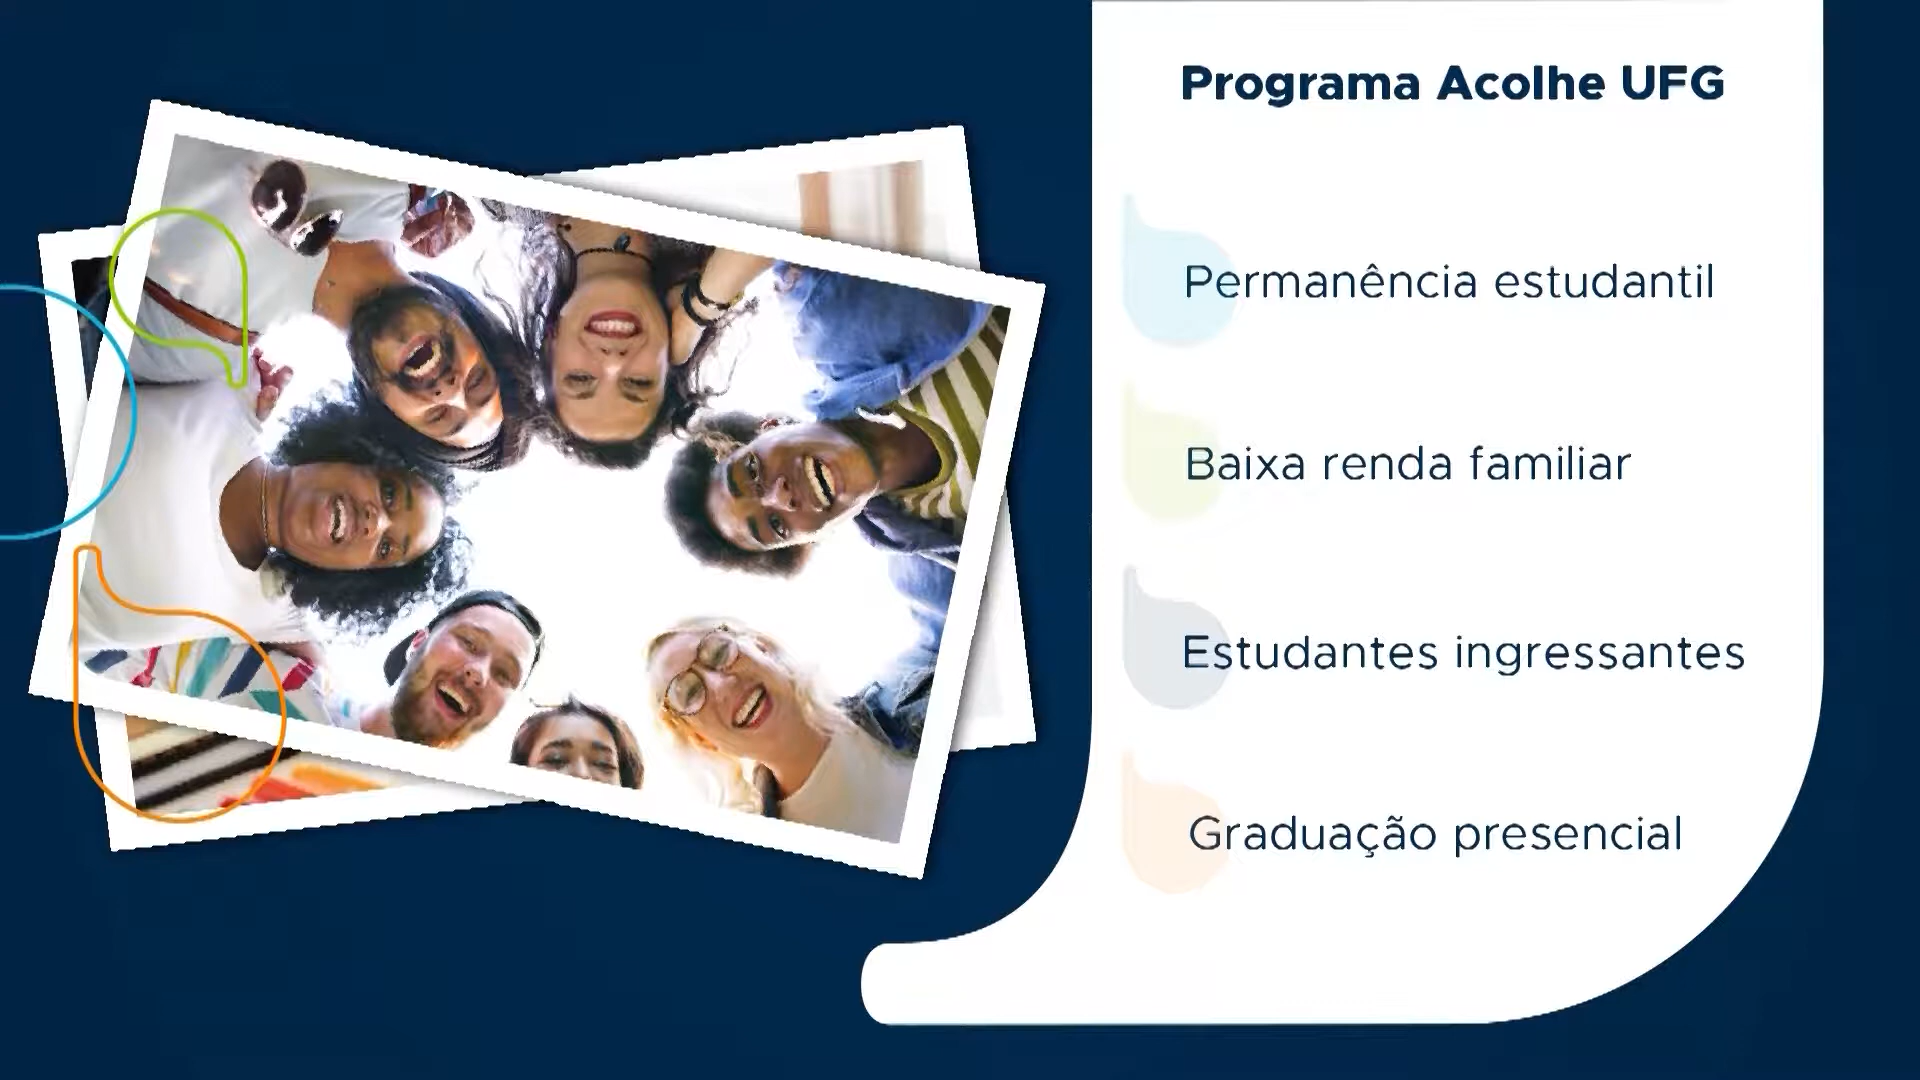 Programa Acolhe UFG
Permanência estudantil
Baixa renda familiar
Estudantes ingressantes
Graduação presencial